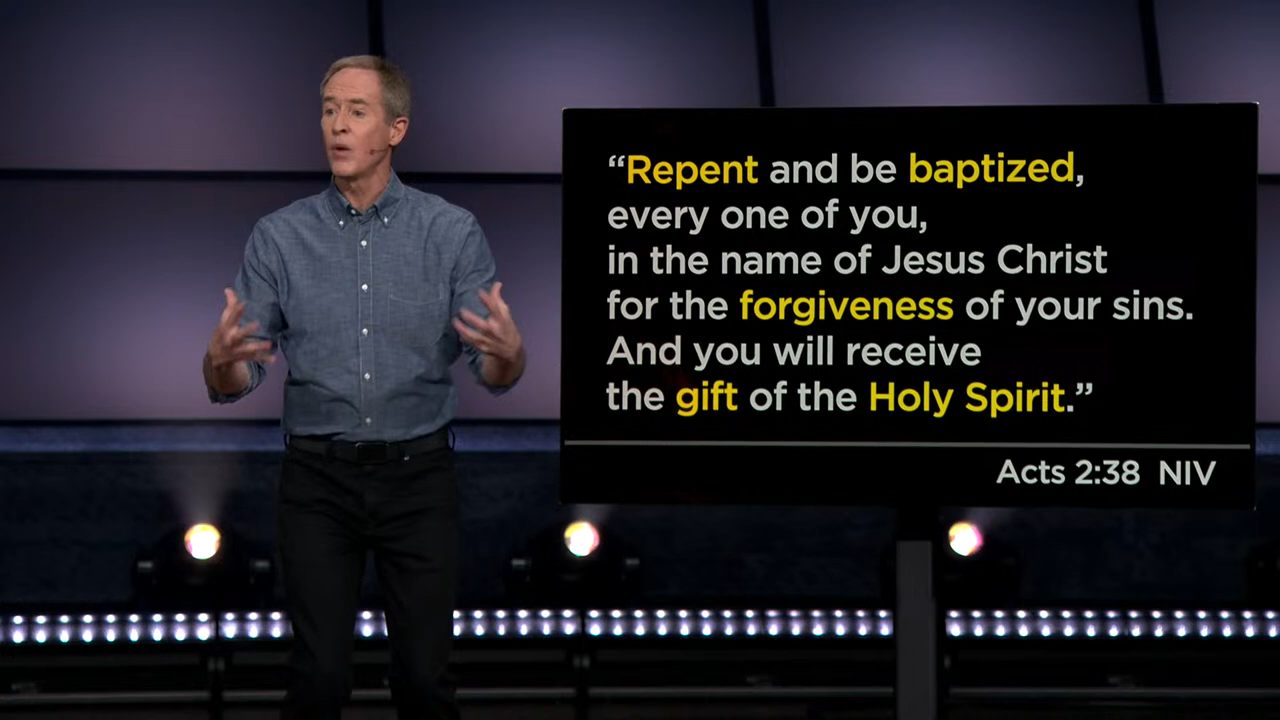 “Repent and be baptized,
every one of you,
in the name of Jesus Christ
for the forgiveness of your sins.
And you will receive
the gift of the Holy Spirit.”
Acts 2:38 NIV